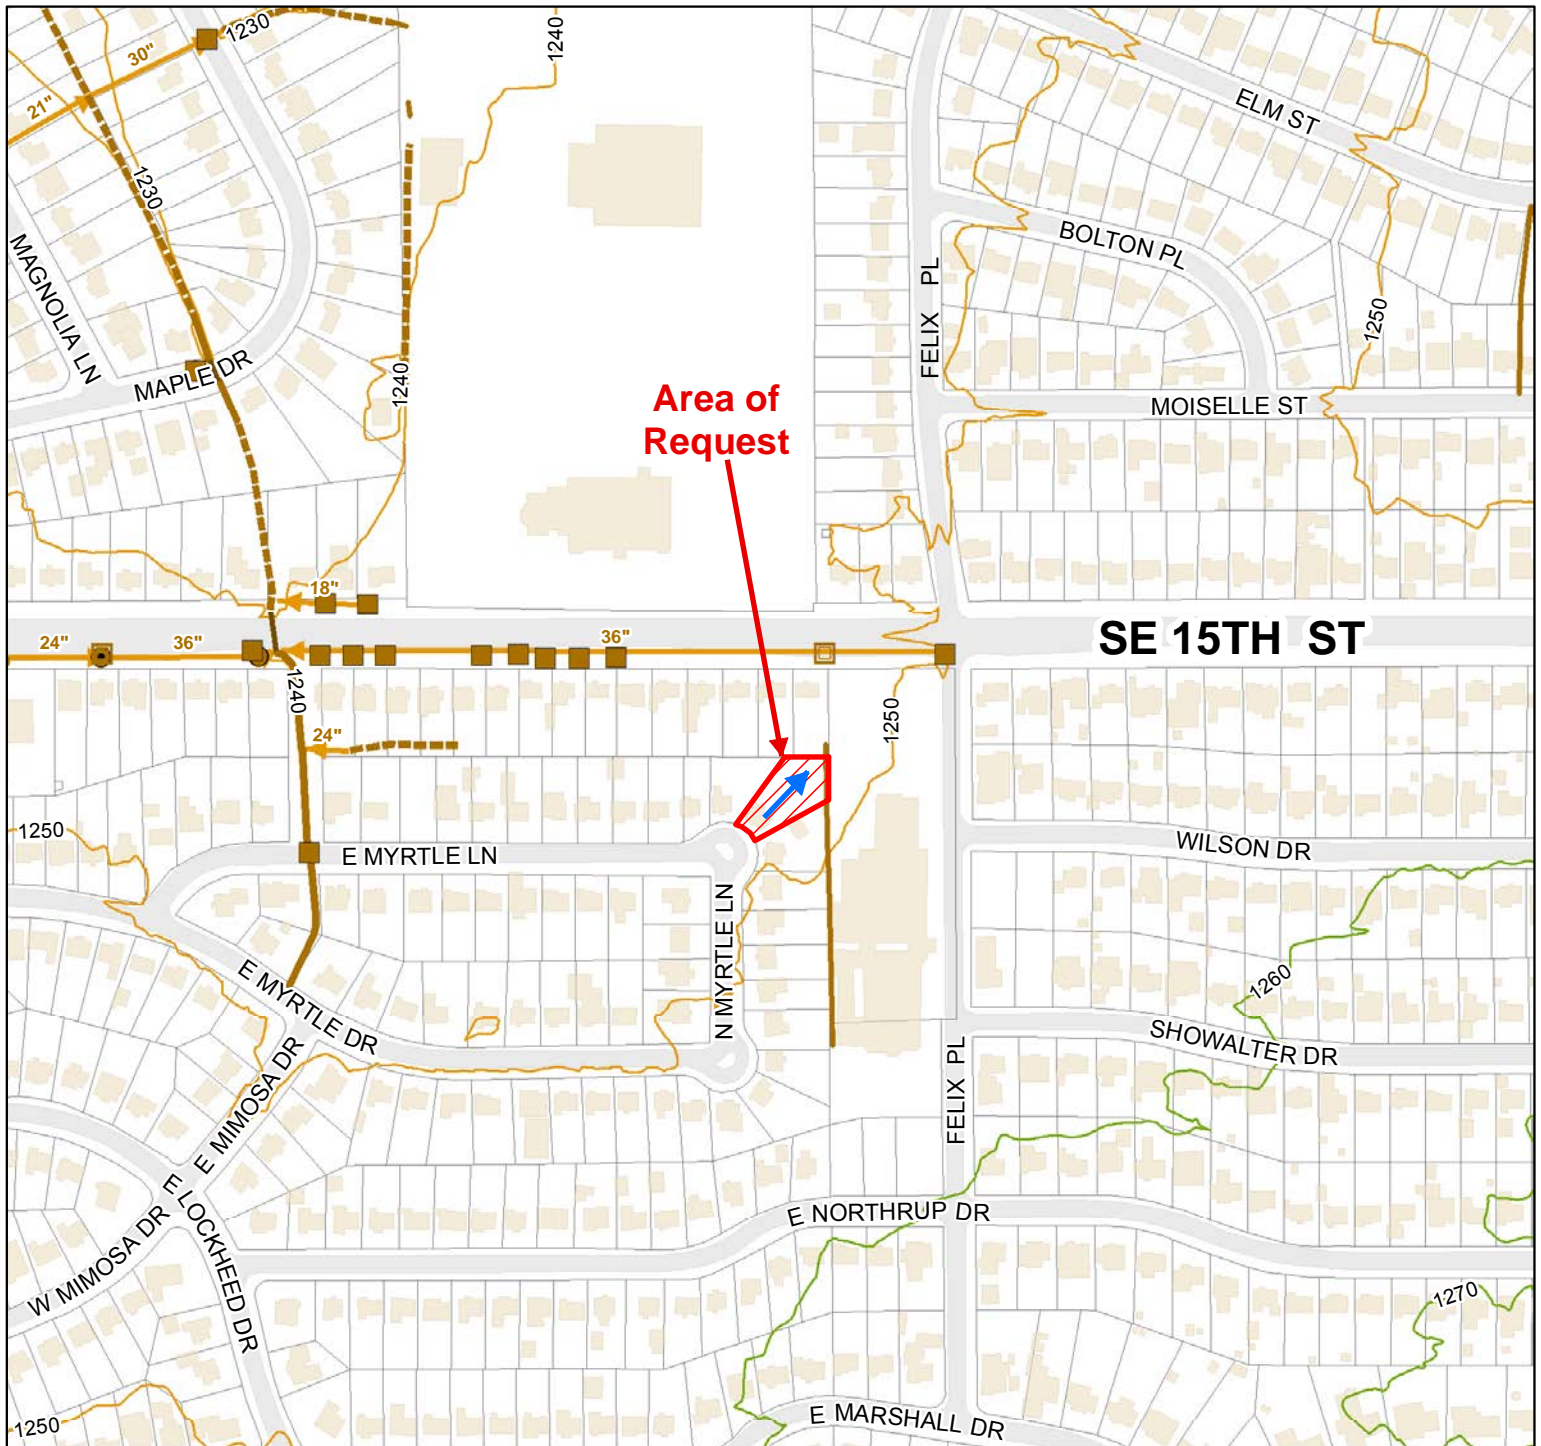 1230
1240
30"
21"
ELM ST
1230
MAGNOLIA LN
BOLTON PL
FELIX PL
1250
MAPLE DR
1240
Area of
Request
MOISELLE ST
18"
24"
36"
36"
SE 15TH ST
1240
24"
1250
1250
E MYRTLE LN
WILSON DR
N MYRTLE LN
1260
E MYRTLE DR
SHOWALTER DR
E MIMOSA DR
FELIX PL
E LOCKHEED DR
W MIMOSA DR
E NORTHRUP DR
1270
1250
E MARSHALL DR